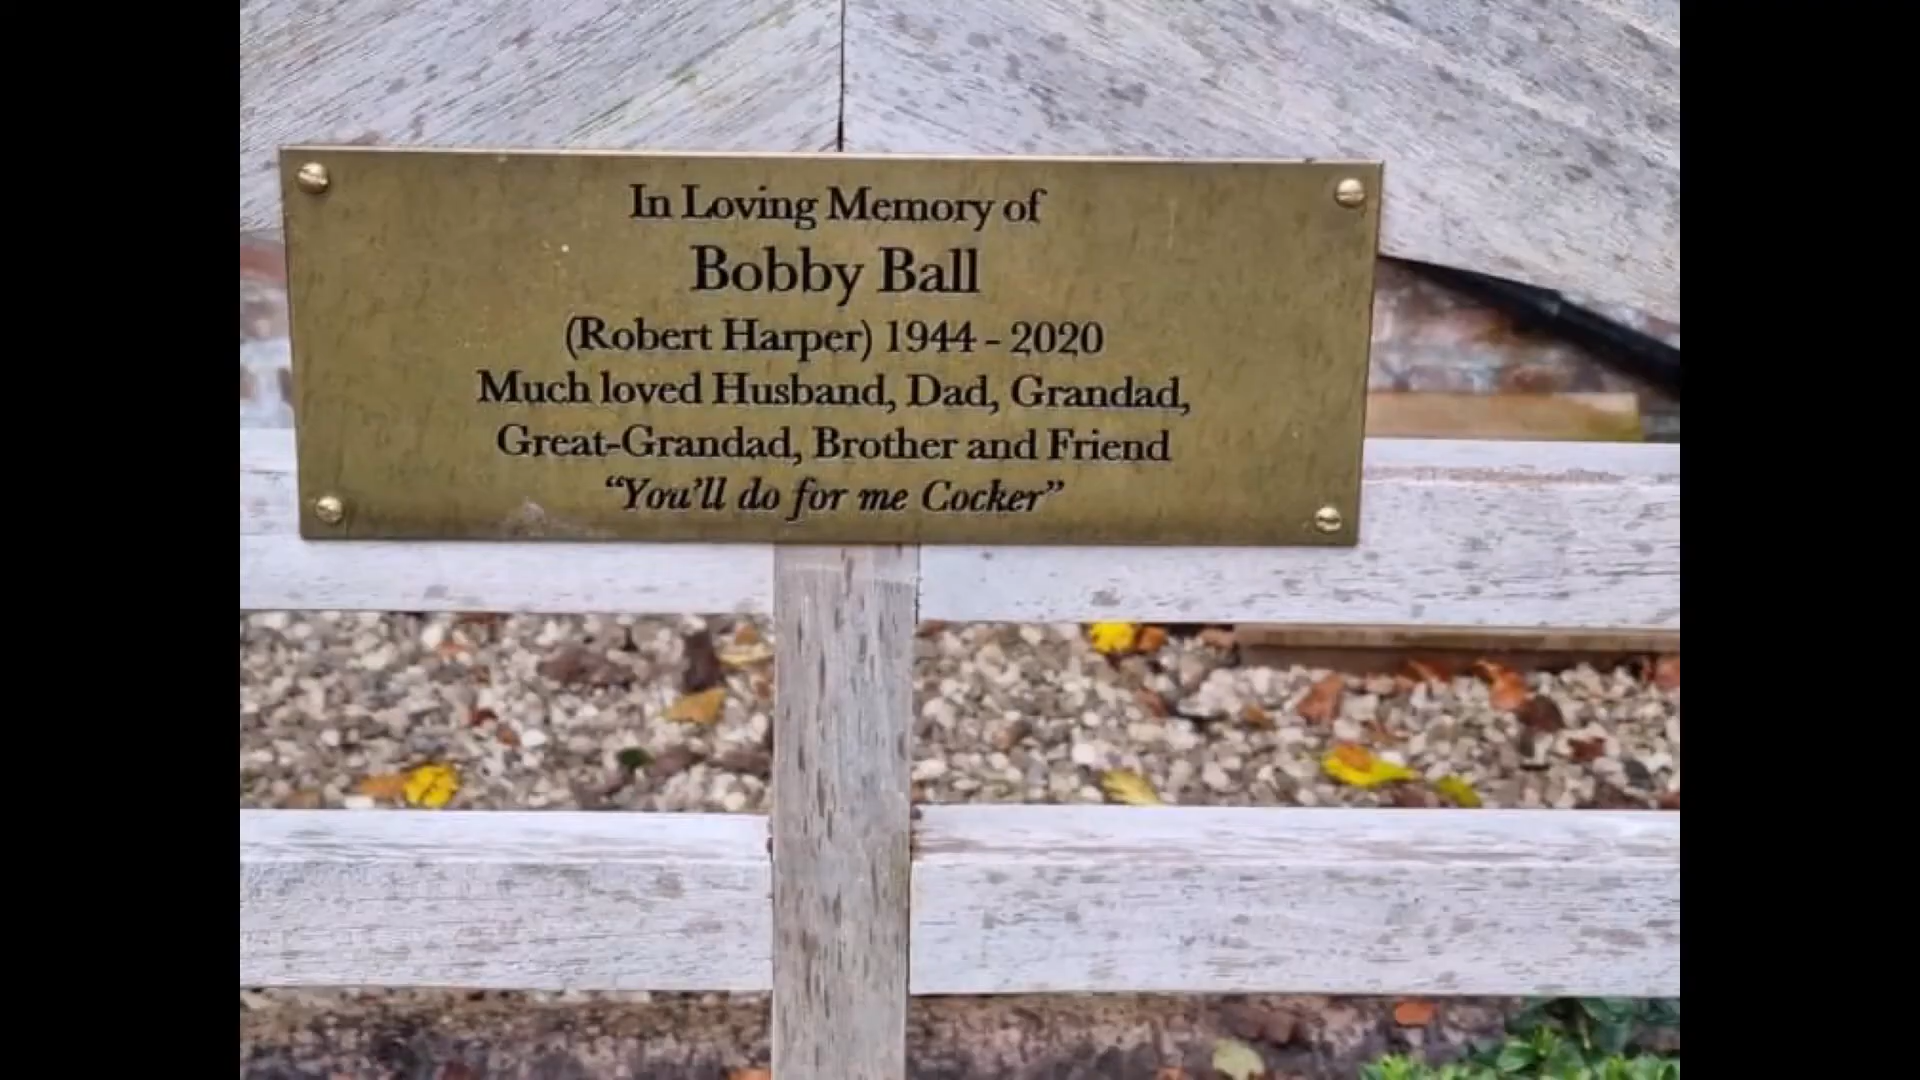 In Loving Memory of
Bobby Ball
(Robert Harper) 1944 - 2020
Much loved Husband, Dad, Grandad,
Great-Grandad, Brother and Friend
“You’ll do for me Cocker”